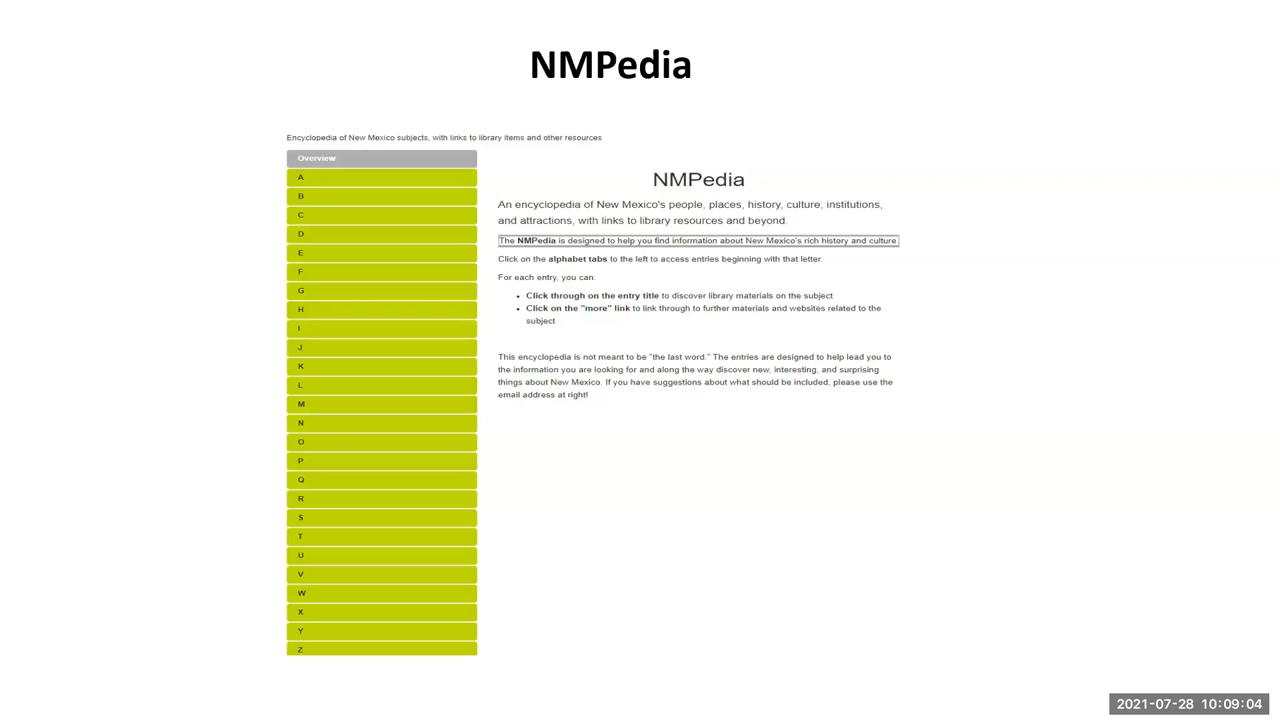 NMPedia
Encyclopedia of New Mexico subjects, with links to library items and other resources
Overview
A
B
C
D
E
F
G
H
I
J
K
L
M
N
O
P
Q
R
S
T
U
V
W
X
Y
Z
NMPedia
An encyclopedia of New Mexico's people, places, history, culture, institutions,
and attractions, with links to library resources and beyond.
The NMPedia is designed to help you find information about New Mexico's rich history and culture.
Click on the alphabet tabs to the left to access entries beginning with that letter.
For each entry, you can:
• Click through on the entry title to discover library materials on the subject
• Click on the "more" link to link through to further materials and websites related to the
subject
This encyclopedia is not meant to be "the last word." The entries are designed to help lead you to
the information you are looking for and along the way discover new, interesting, and surprising
things about New Mexico. If you have suggestions about what should be included, please use the
email address at right!
2021-07-28 10:09:04